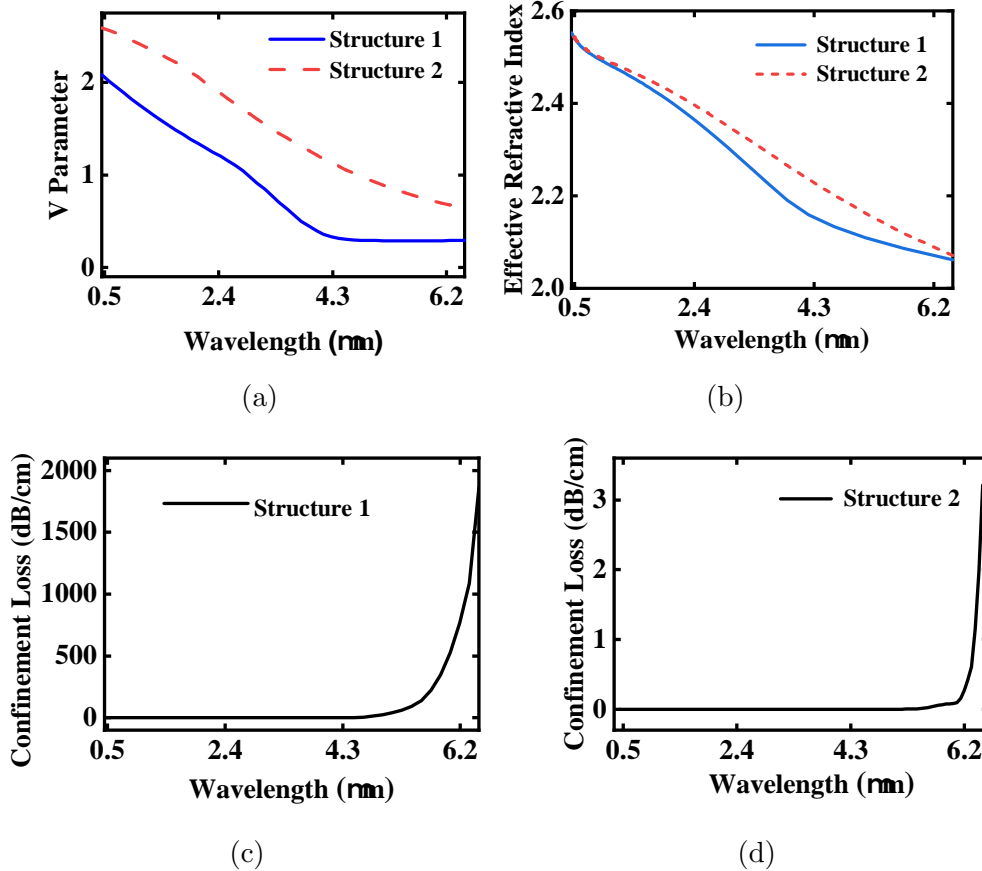 Structure 1
Structure 2
V Parameter
2
1
0
0.5 2.4 4.3 6.2
Wavelength (mm)
(a)
Structure 1
Structure 2
Effective Refractive Index
2.6
2.4
2.2
2.0
0.5 2.4 4.3 6.2
Wavelength (mm)
(b)
Structure 1
Confinement Loss (dB/cm)
2000
1500
1000
500
0
0.5 2.4 4.3 6.2
Wavelength (mm)
(c)
Structure 2
Confinement Loss (dB/cm)
3
2
1
0
0.5 2.4 4.3 6.2
Wavelength (mm)
(d)